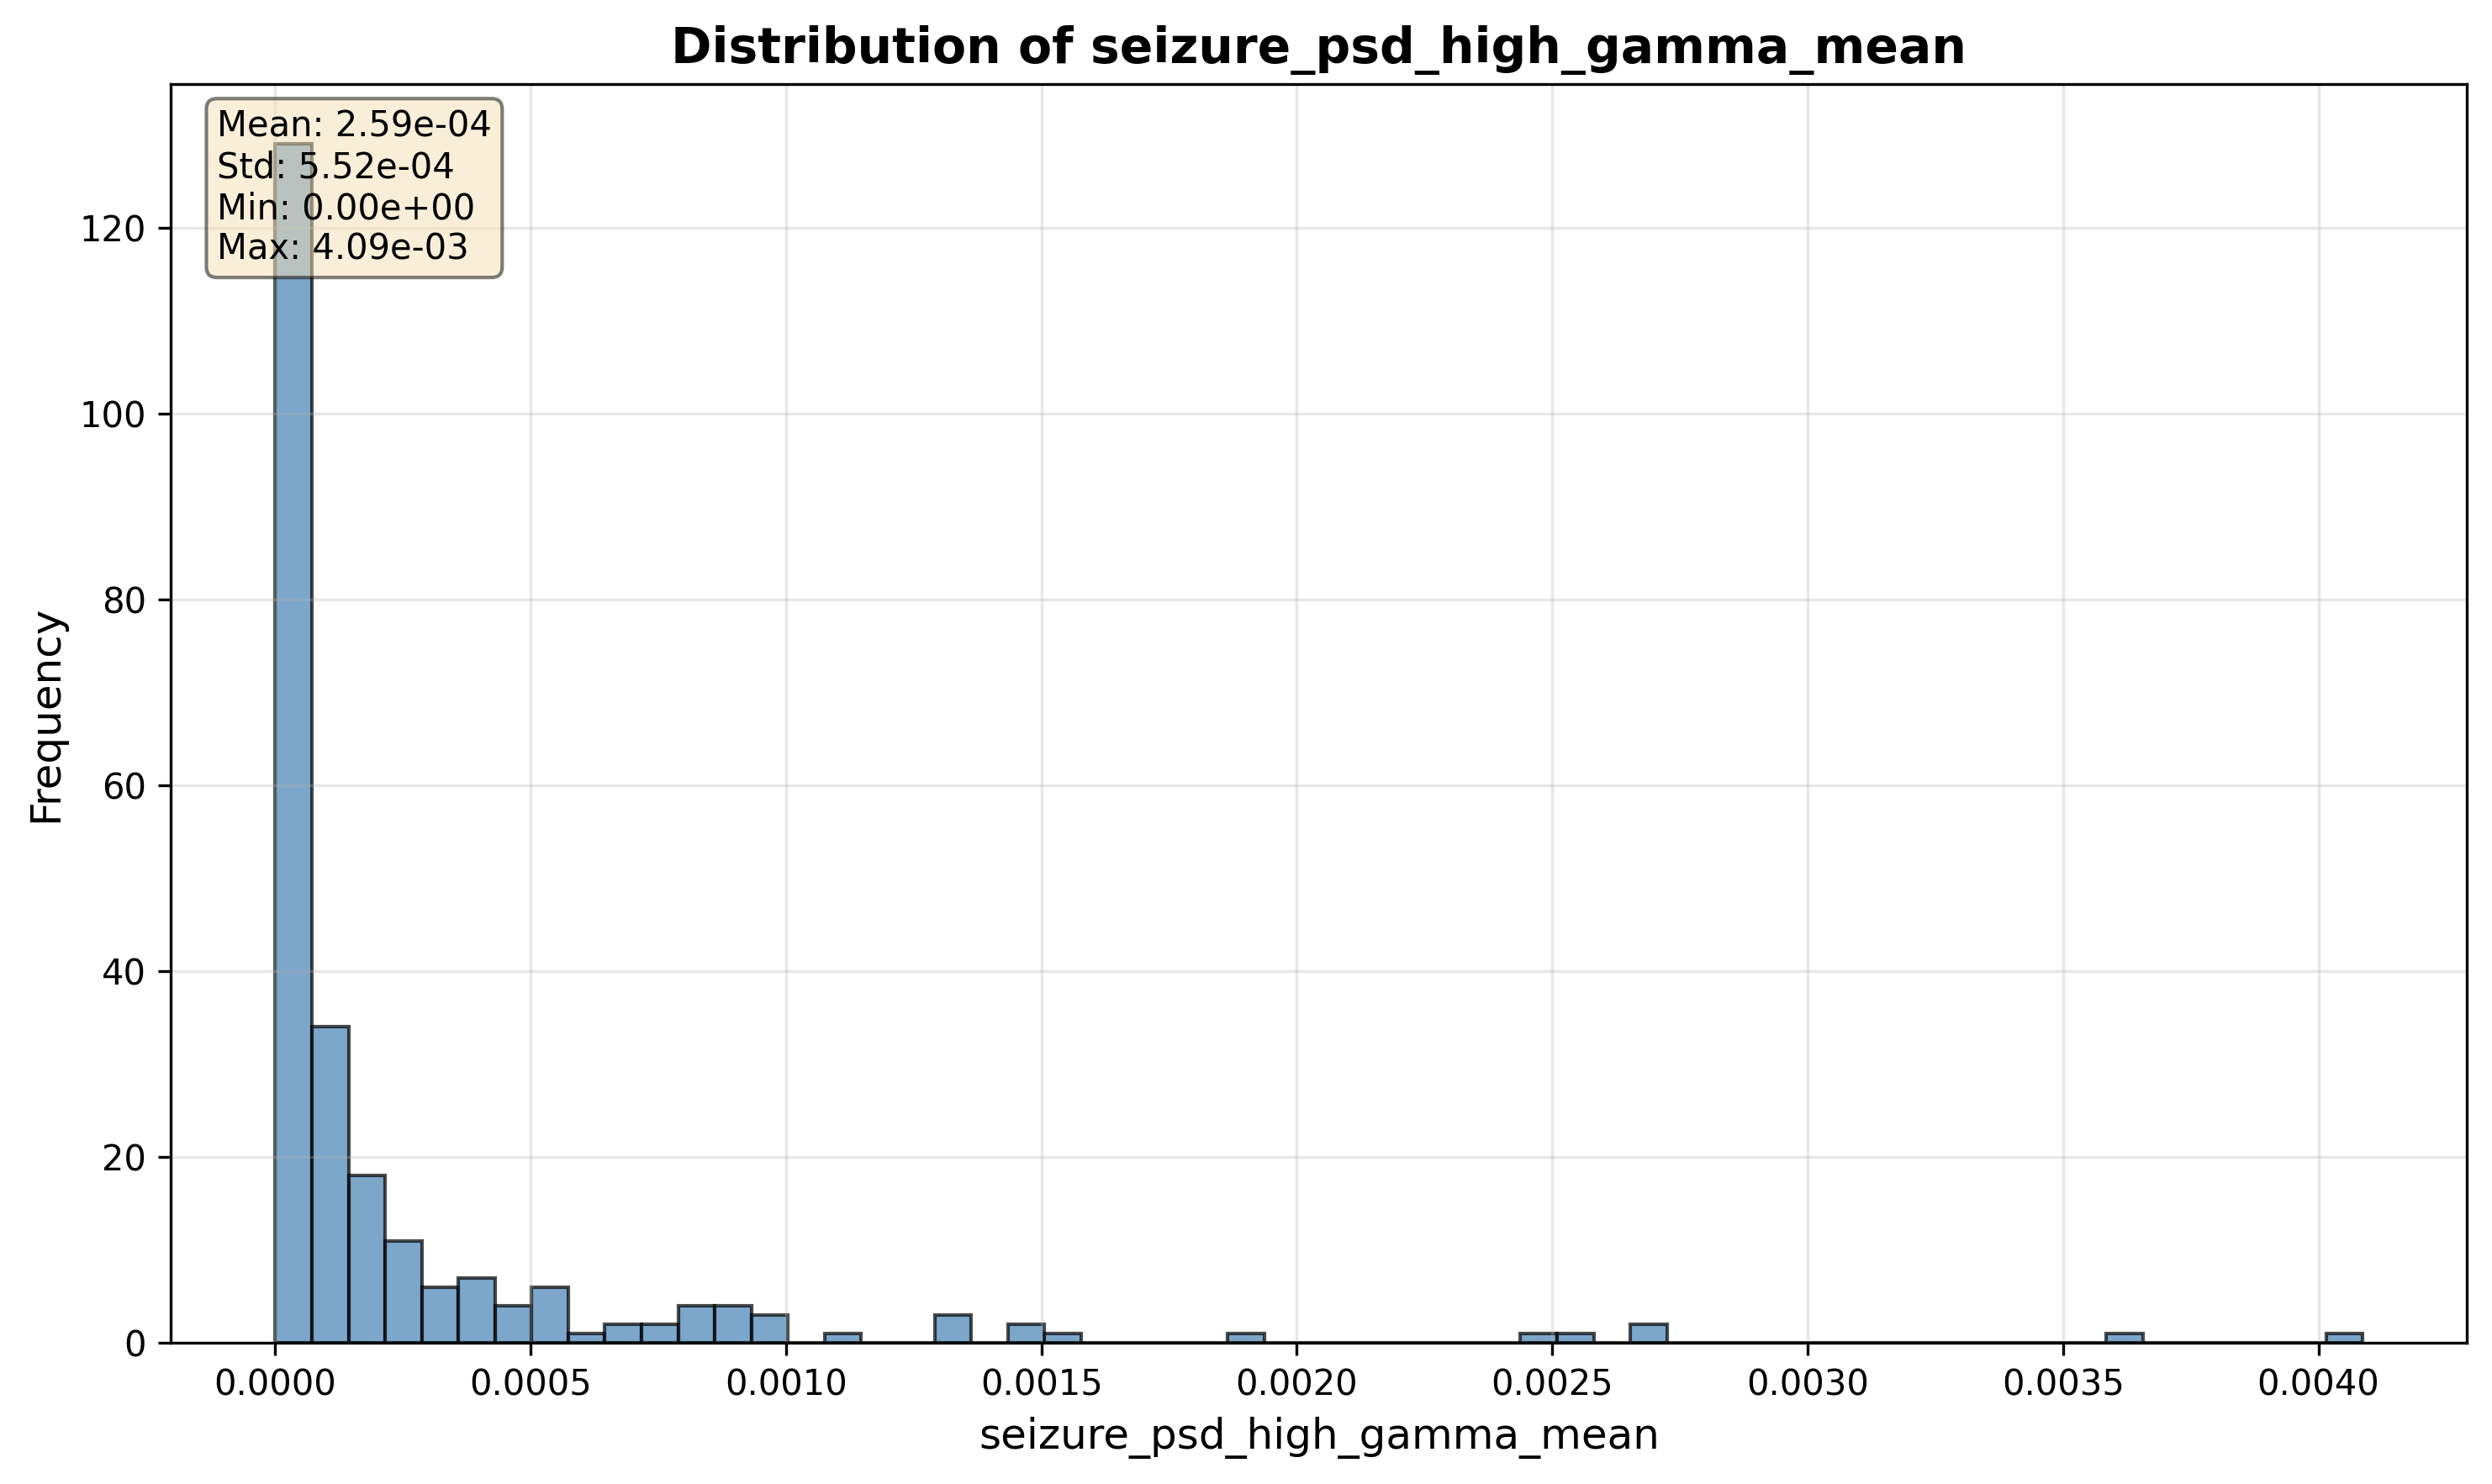 Distribution of seizure_psd_high_gamma_mean
Mean: 2.59e-04
Std: 5.52e-04
Min: 0.00e+00
Max: 4.09e-03
120
100
80
60
40
20
0
Frequency
0.0000 0.0005 0.0010 0.0015 0.0020 0.0025 0.0030 0.0035 0.0040
seizure_psd_high_gamma_mean